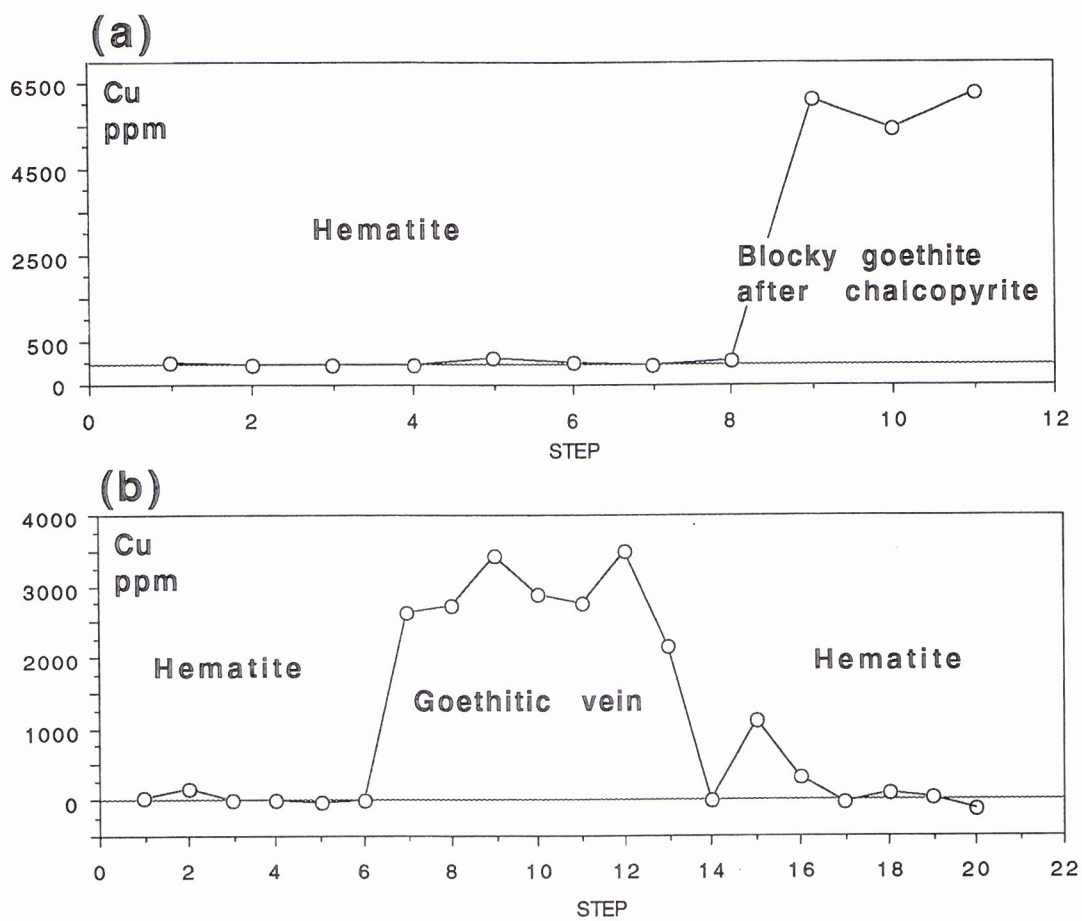 (a)
6500
4500
2500
500
0
Cu
ppm
Hematite
Blocky goethite
after chalcopyrite
0 2 4 6 8 10 12
STEP
(b)
4000
3000
2000
1000
0
Cu
ppm
Hematite
Goethitic vein
Hematite
0 2 4 6 8 10 12 14 16 18 20 22
STEP